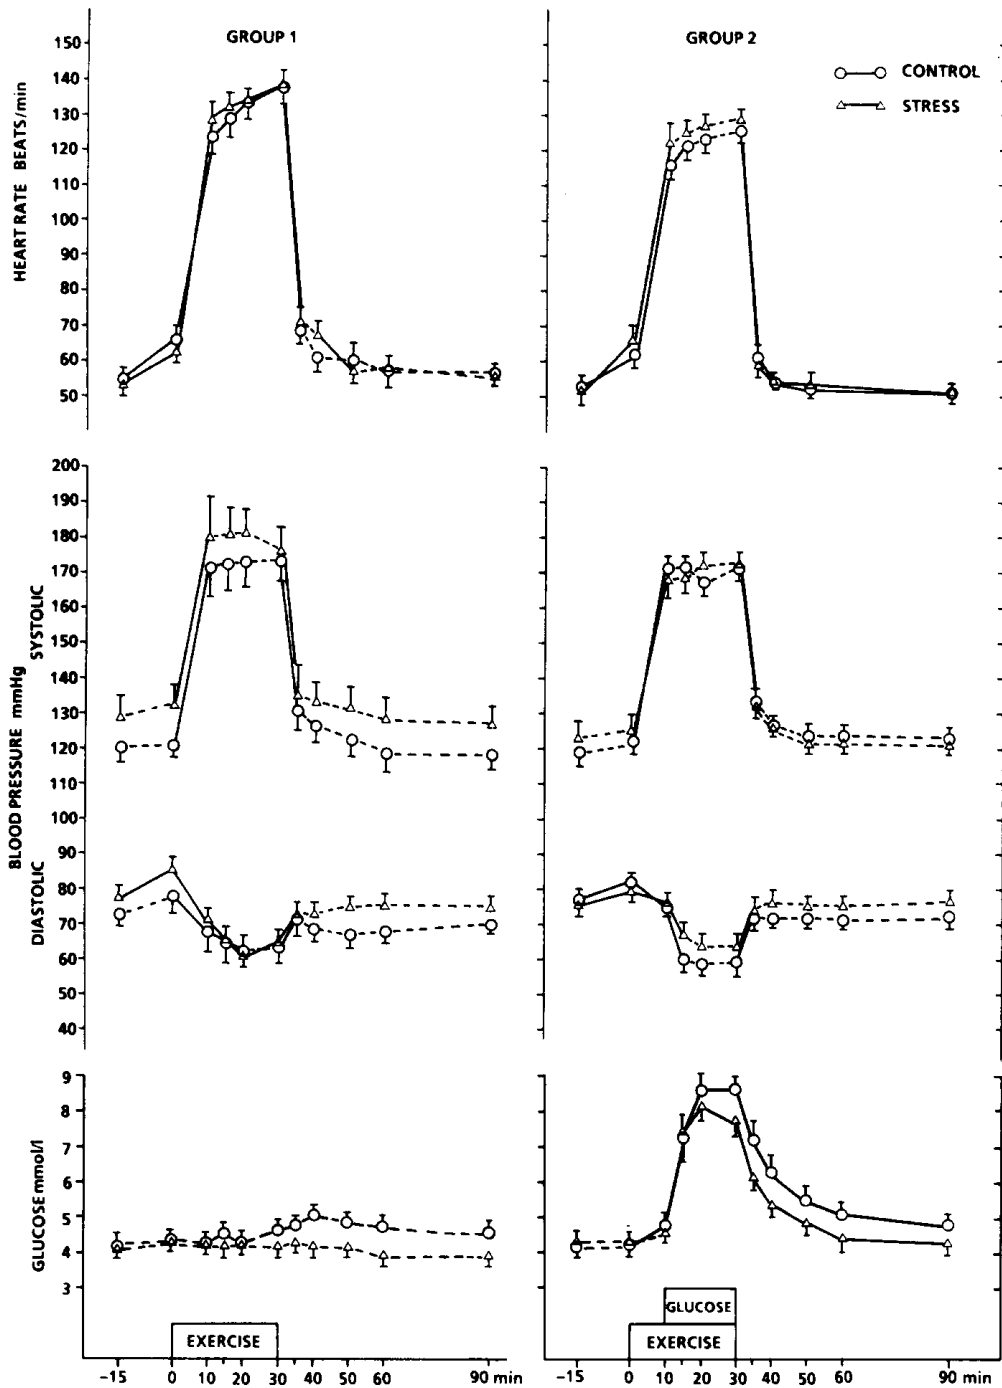 GROUP 1
GROUP 2
CONTROL
STRESS
HEART RATE BEATS/min
150
140
130
120
110
100
90
80
70
60
50
BLOOD PRESSURE mmHg
SYSTOLIC
DIASTOLIC
200
190
180
170
160
150
140
130
120
110
100
90
80
70
60
50
40
GLUCOSE mmol/l
9
8
7
6
5
4
3
EXERCISE
GLUCOSE
EXERCISE
-15 0 10 20 30 40 50 60 90 min
-15 0 10 20 30 40 50 60 90 min